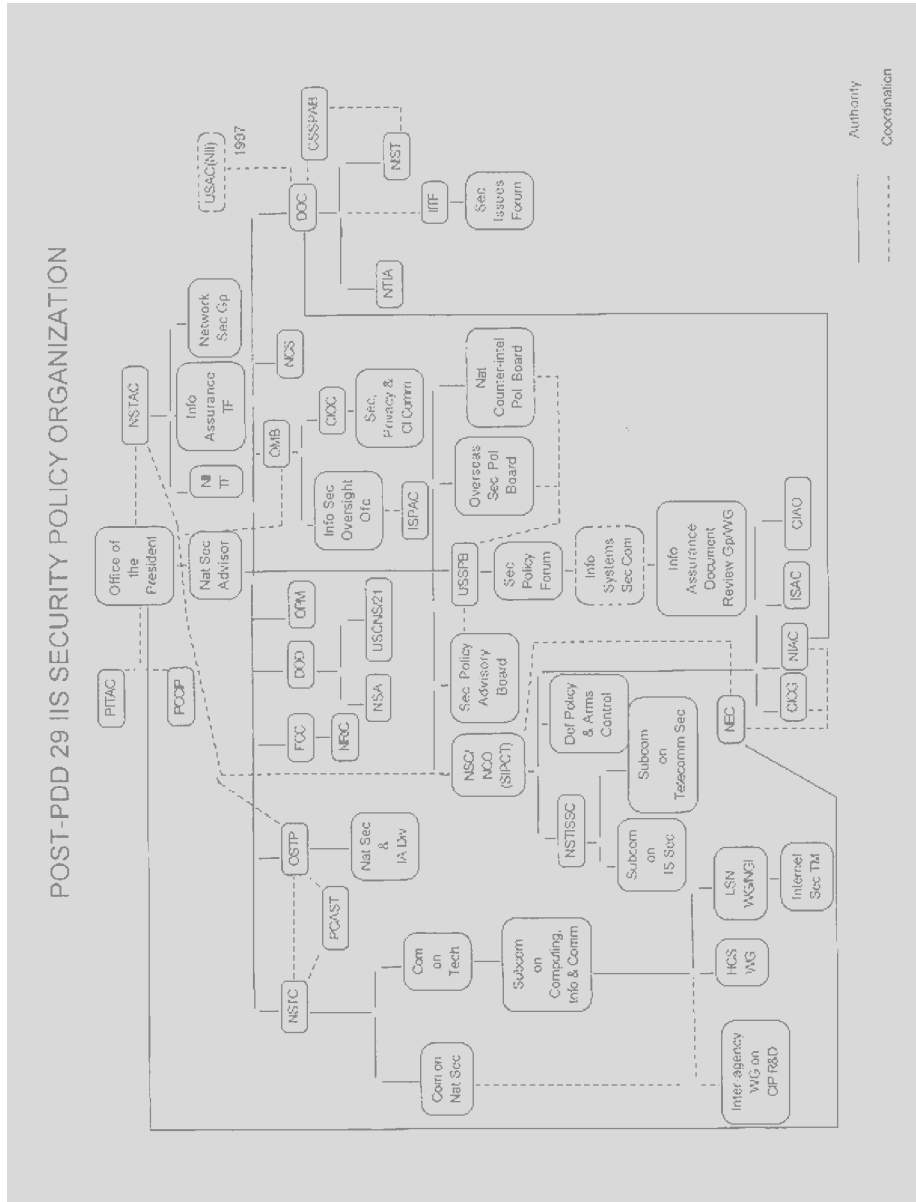 POST-PDD 29 IIS SECURITY POLICY ORGANIZATION
PITAC
PCCIP
Office of
the
President
NSTAC
USAC(NII)
1997
NII
TF
Info
Assurance
TF
Network
Sec Gp
Nat Sec
Advisor
NSTC
OSTP
FCC
DOD
OPM
OMB
NCS
DOC
CSSPAB
PCAST
Nat Sec
&
IA Div
NRC
NSA
USCNS/21
Info Sec
Oversight
Ofc
CIOC
Sec,
Privacy &
CI Comm
NTIA
IITF
NIST
Sec
Issues
Forum
ISPAC
Com on
Nat Sec
Com
on
Tech
NSC/
NCO
(SIPCT)
Sec Policy
Advisory
Board
USSPB
Overseas
Sec Pol
Board
Nat
Counter-intel
Pol Board
Subcom
on
Computing,
Info & Comm
Sec
Policy
Forum
NSTISSC
Def Policy
& Arms
Control
Info
Systems
Sec Com
Subcom
on
IS Sec
Subcom
on
Telecomm Sec
Info
Assurance
Document
Review Gp/WG
Inter agency
WG on
CIP R&D
HCS
WG
LSN
WG/NGI
Internet
Sec TM
NEC
CICG
NIAC
ISAC
CIAO
Authority
Coordination